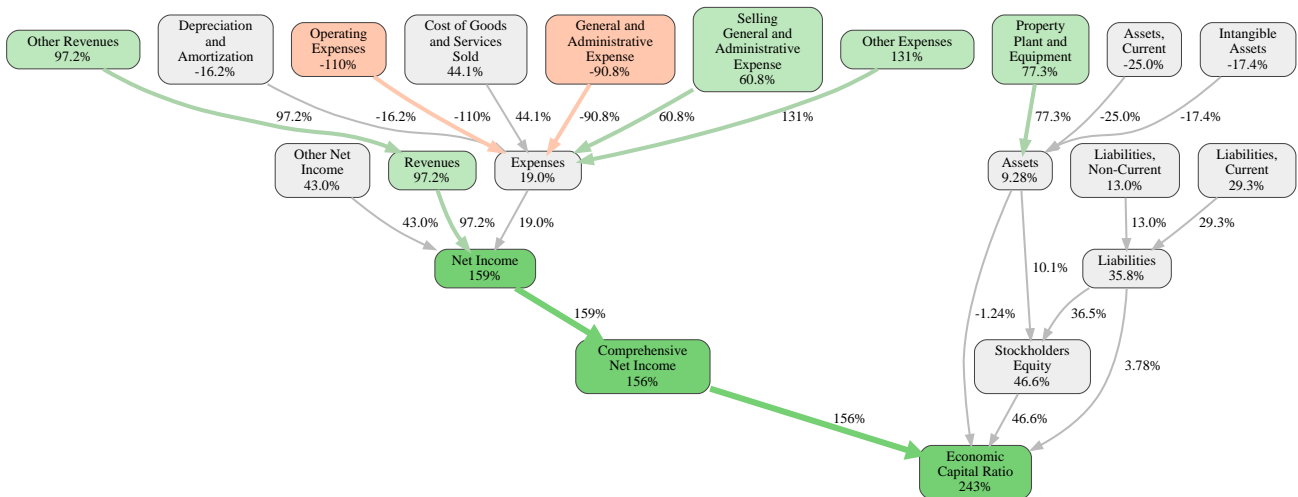 Other Revenues
97.2%
Depreciation
and
Amortization
-16.2%
Operating
Expenses
-110%
Cost of Goods
and Services
Sold
44.1%
General and
Administrative
Expense
-90.8%
Selling
General and
Administrative
Expense
60.8%
Other Expenses
131%
Property
Plant and
Equipment
77.3%
Assets,
Current
-25.0%
Intangible
Assets
-17.4%
97.2%
-16.2%
-110%
44.1%
-90.8%
60.8%
131%
77.3%
-25.0%
-17.4%
Other Net
Income
43.0%
Revenues
97.2%
Expenses
19.0%
Assets
9.28%
Liabilities,
Non-Current
13.0%
Liabilities,
Current
29.3%
43.0%
97.2%
19.0%
13.0%
29.3%
Net Income
159%
Liabilities
35.8%
10.1%
159%
-1.24%
36.5%
Comprehensive
Net Income
156%
Stockholders
Equity
46.6%
3.78%
156%
46.6%
Economic
Capital Ratio
243%